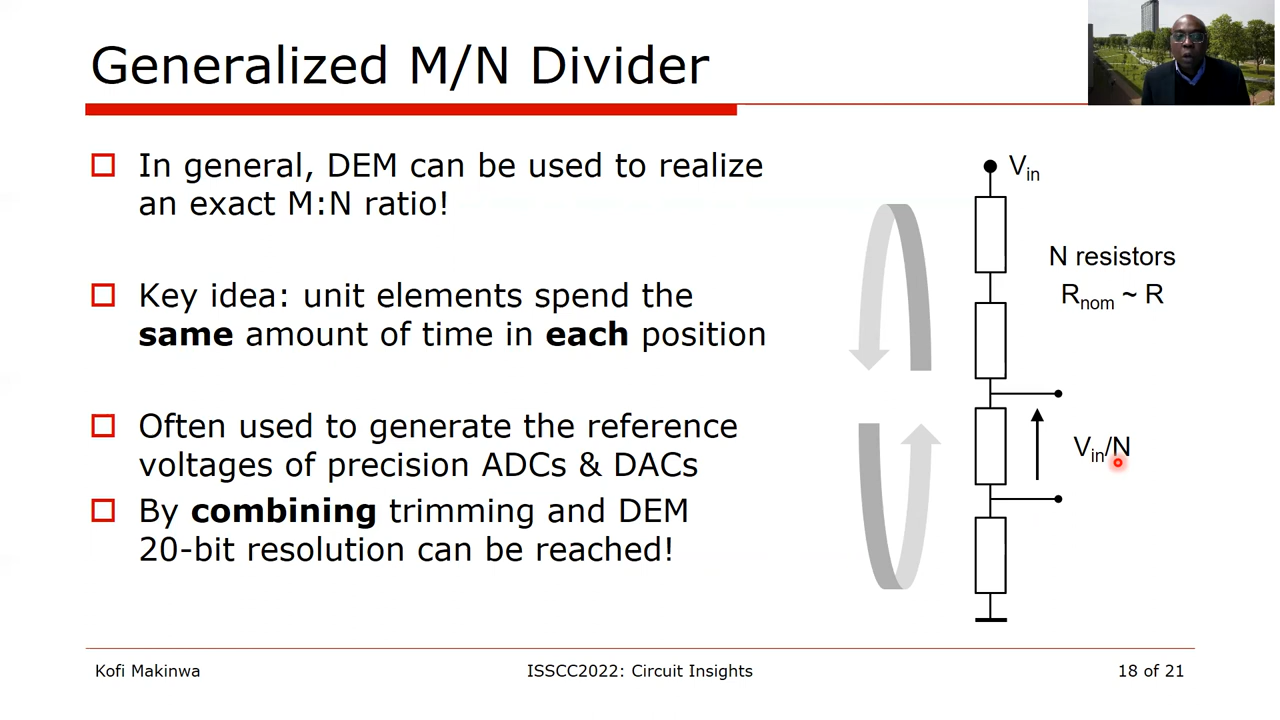 Generalized M/N Divider
In general, DEM can be used to realize
an exact M:N ratio!
Key idea: unit elements spend the
same amount of time in each position
Often used to generate the reference
voltages of precision ADCs & DACs
By combining trimming and DEM
20-bit resolution can be reached!
Vin
N resistors
Rnom ~ R
Vin/N
Kofi Makinwa
ISSCC2022: Circuit Insights
18 of 21